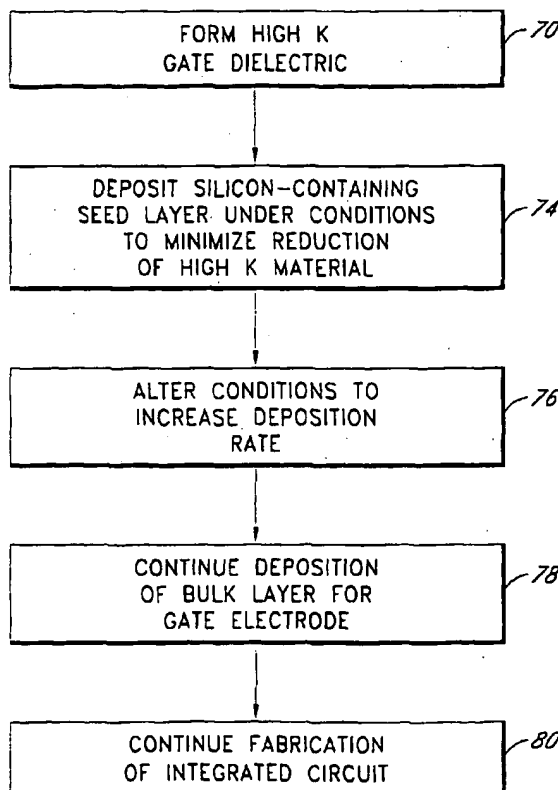 FORM HIGH K
GATE DIELECTRIC
70
DEPOSIT SILICON-CONTAINING
SEED LAYER UNDER CONDITIONS
TO MINIMIZE REDUCTION
OF HIGH K MATERIAL
74
ALTER CONDITIONS TO
INCREASE DEPOSITION
RATE
76
CONTINUE DEPOSITION
OF BULK LAYER FOR
GATE ELECTRODE
78
CONTINUE FABRICATION
OF INTEGRATED CIRCUIT
80